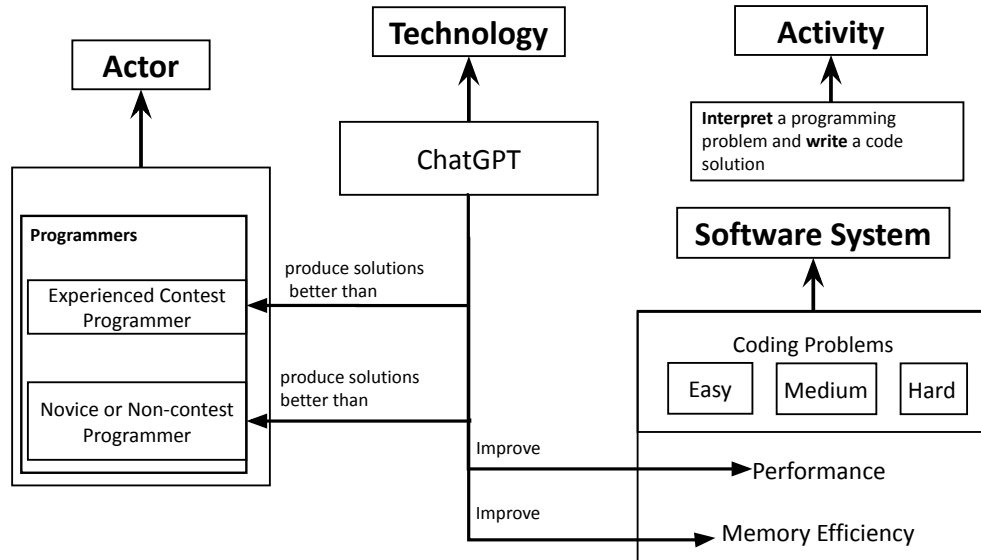 Technology
Activity
Actor
Interpret a programming
problem and write a code
solution
ChatGPT
Programmers
Software System
produce solutions
better than
Experienced Contest
Programmer
Coding Problems
Easy
Medium
Hard
produce solutions
better than
Novice or Non-contest
Programmer
Improve
Performance
Improve
Memory Efficiency